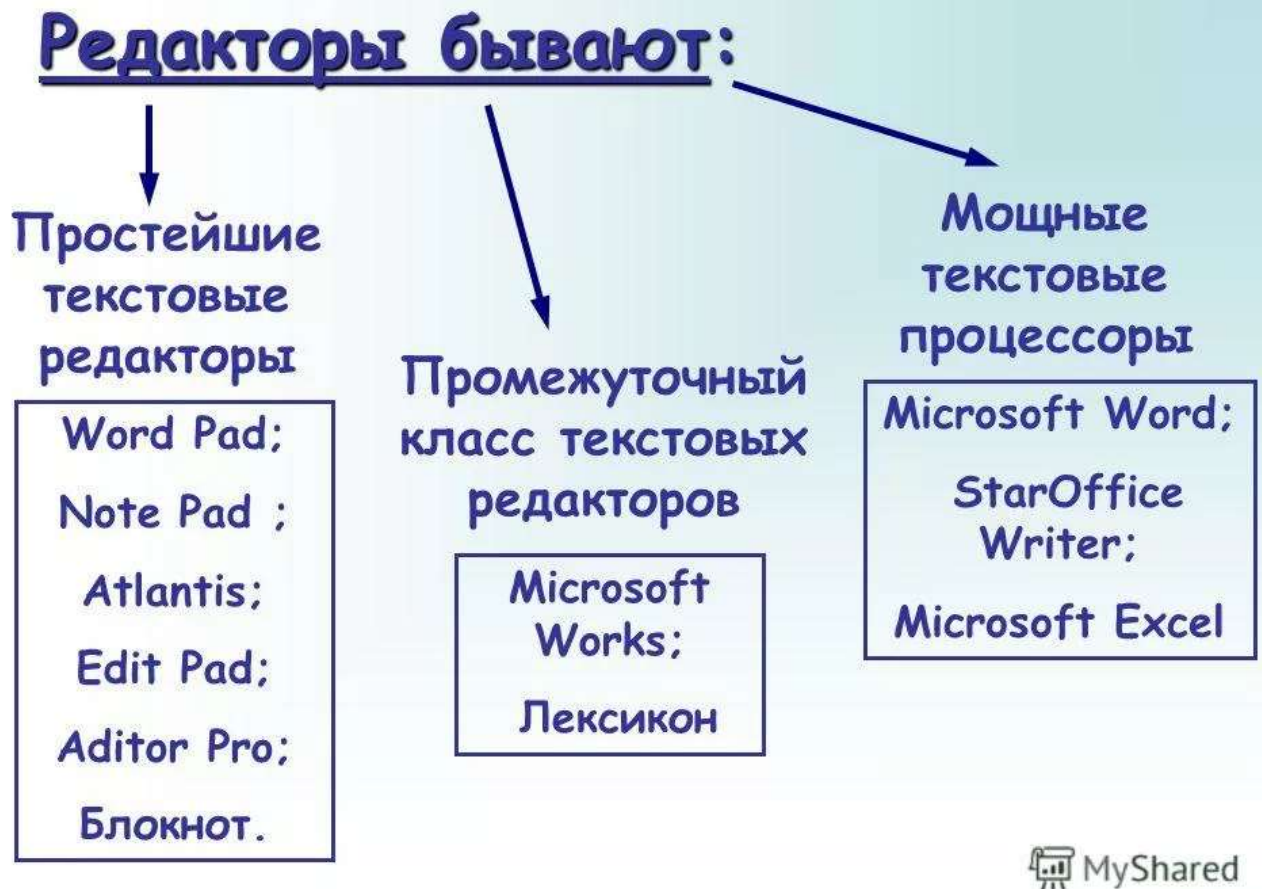 Редакторы бывают:
Простейшие
текстовые
редакторы
Word Pad;
Note Pad ;
Atlantis;
Edit Pad;
Aditor Pro;
Блокнот.
Промежуточный
класс текстовых
редакторов
Microsoft
Works;
Лексикон
Мощные
текстовые
процессоры
Microsoft Word;
StarOffice
Writer;
Microsoft Excel
MyShared